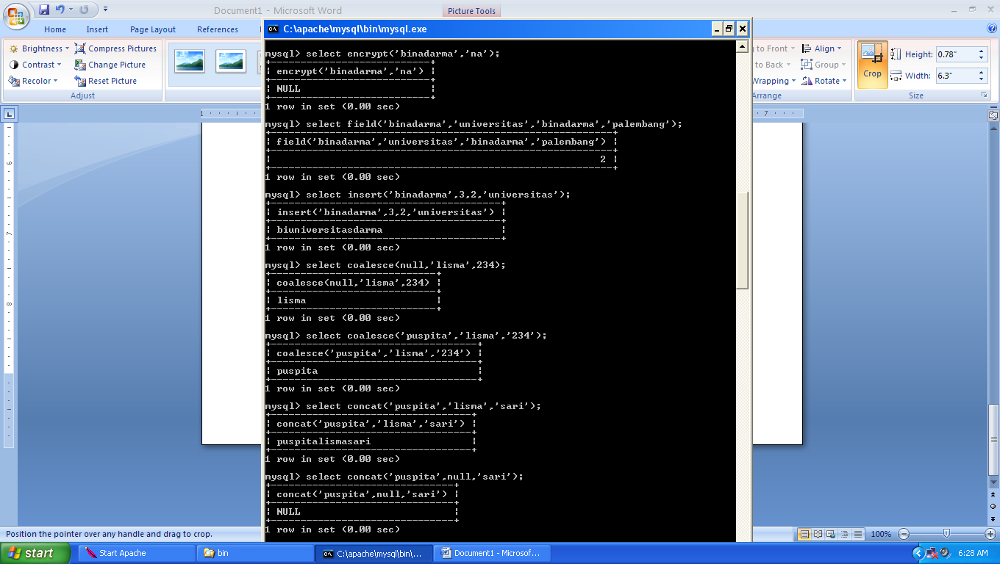 Document1 - Microsoft Word
Picture Tools
Home
Insert
Page Layout
References
Brightness
Compress Pictures
Contrast
Change Picture
Recolor
Reset Picture
Adjust
to Front
Align
to Back
Group
Wrapping
Rotate
Arrange
Crop
Height: 0.78"
Width: 6.3"
Size
C:\apache\mysql\bin\mysql.exe
mysql> select encrypt('binadarma','na');
| encrypt('binadarma','na') |
| NULL |
1 row in set (0.00 sec)
mysql> select field('binadarma','universitas','binadarma','palembang');
| field('binadarma','universitas','binadarma','palembang') |
| 2 |
1 row in set (0.00 sec)
mysql> select insert('binadarma',3,2,'universitas');
| insert('binadarma',3,2,'universitas') |
| biuniversitasdarma |
1 row in set (0.00 sec)
mysql> select coalesce(null,'lisma',234);
| coalesce(null,'lisma',234) |
| lisma |
1 row in set (0.00 sec)
mysql> select coalesce('puspita','lisma','234');
| coalesce('puspita','lisma','234') |
| puspita |
1 row in set (0.00 sec)
mysql> select concat('puspita','lisma','sari');
| concat('puspita','lisma','sari') |
| puspitalismasari |
1 row in set (0.00 sec)
mysql> select concat('puspita',null,'sari');
| concat('puspita',null,'sari') |
| NULL |
1 row in set (0.00 sec)
Position the pointer over any handle and drag to crop.
100%
start
Start Apache
bin
C:\apache\mysql\bin\...
Document1 - Microsof...
6:28 AM